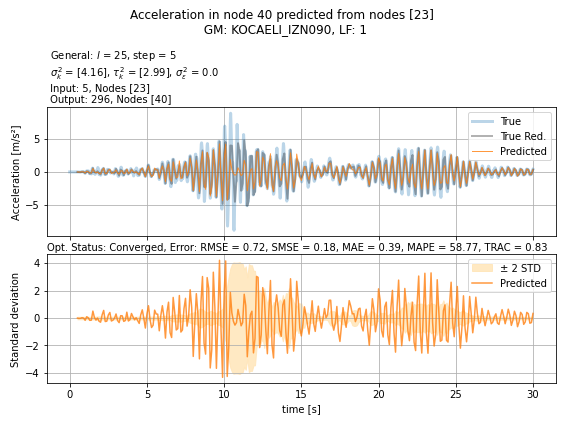 Acceleration in node 40 predicted from nodes [23]
GM: KOCAELI_IZN090, LF: 1
General: l = 25, step = 5
σ²ₖ = [4.16], τ²ₖ = [2.99], σ²ε = 0.0
Input: 5, Nodes [23]
Output: 296, Nodes [40]
Acceleration [m/s²]
5
0
−5
True
True Red.
Predicted
Opt. Status: Converged, Error: RMSE = 0.72, SMSE = 0.18, MAE = 0.39, MAPE = 58.77, TRAC = 0.83
Standard deviation
4
2
0
−2
−4
± 2 STD
Predicted
0 5 10 15 20 25 30
time [s]